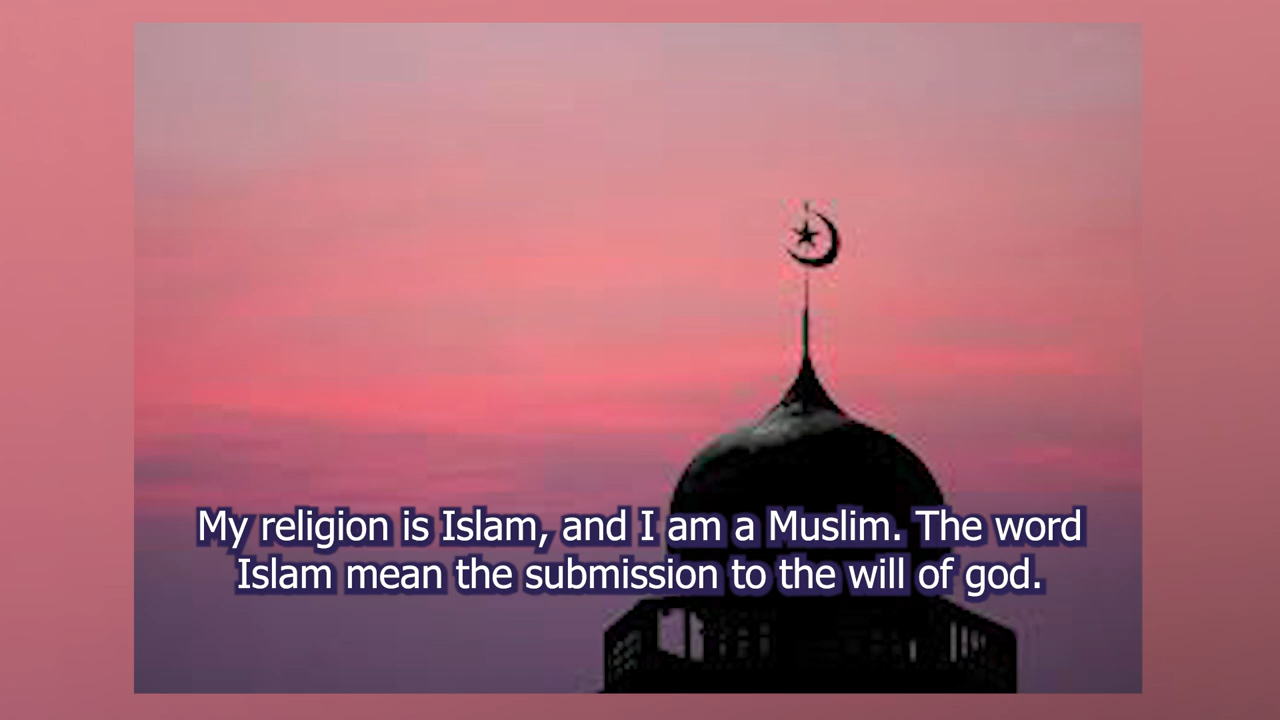 My religion is Islam, and I am a Muslim. The word
Islam mean the submission to the will of god.